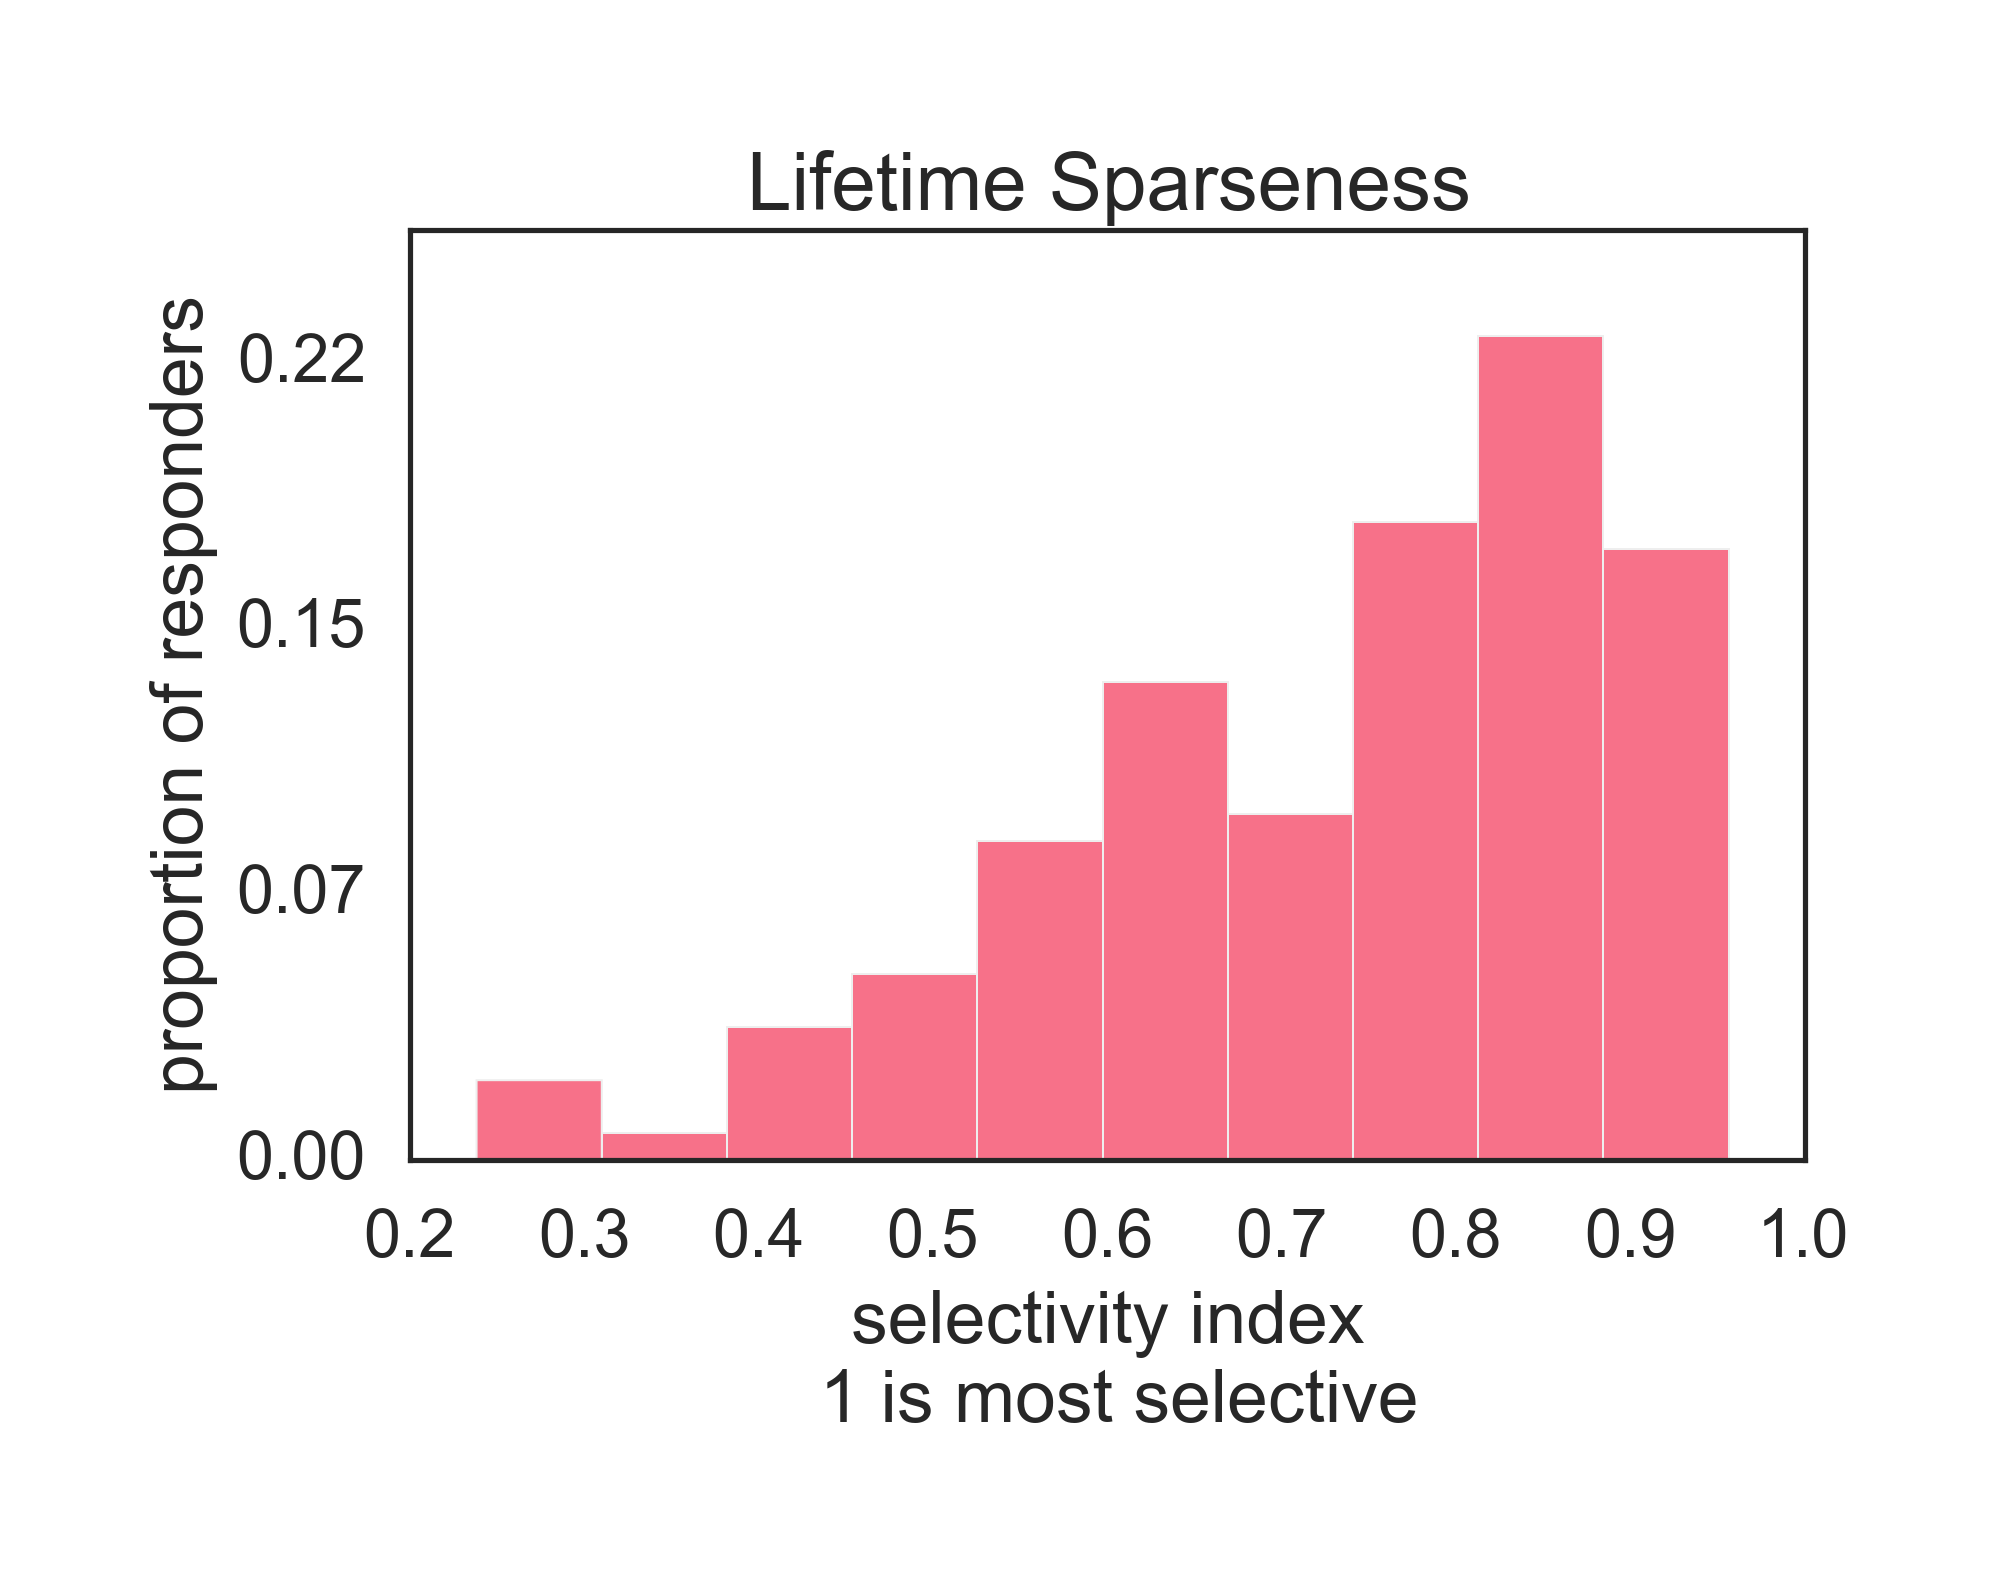 Lifetime Sparseness
proportion of responders
0.22
0.15
0.07
0.00
0.2 0.3 0.4 0.5 0.6 0.7 0.8 0.9 1.0
selectivity index
1 is most selective